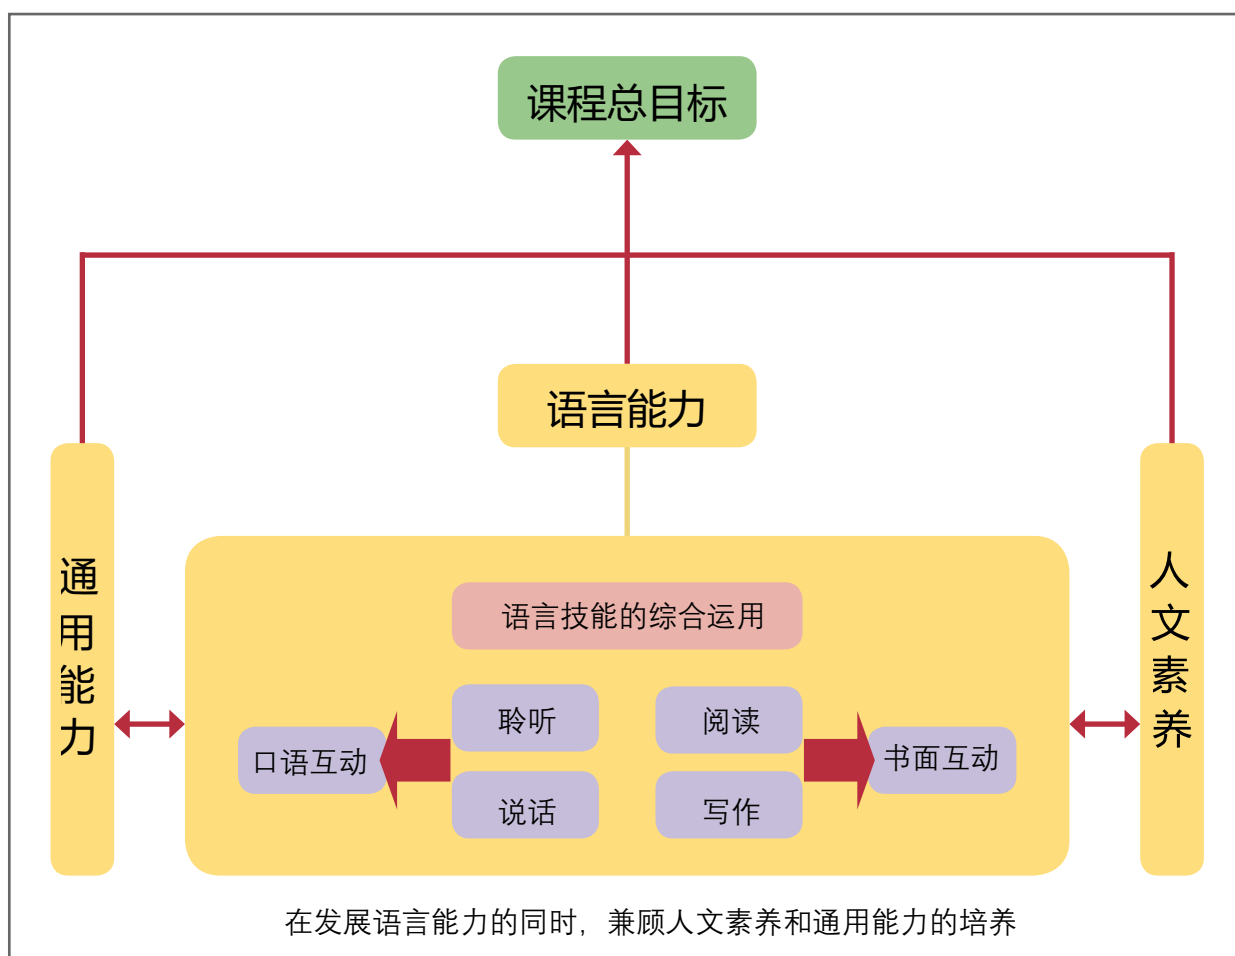 课程总目标
语言能力
通用能力
人文素养
语言技能的综合运用
聆听
阅读
口语互动
书面互动
说话
写作
在发展语言能力的同时，兼顾人文素养和通用能力的培养